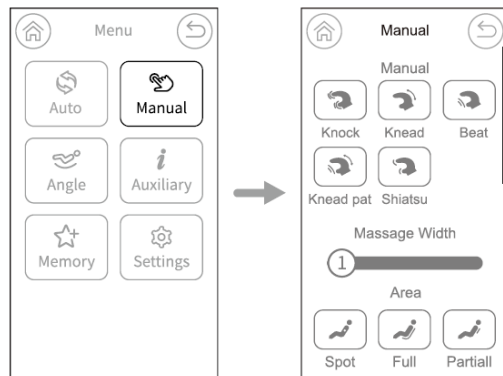 Menu
Auto
Manual
Angle
Auxiliary
Memory
Settings
Manual
Manual
Knock
Knead
Beat
Knead pat
Shiatsu
Massage Width
1
Area
Spot
Full
Partiall